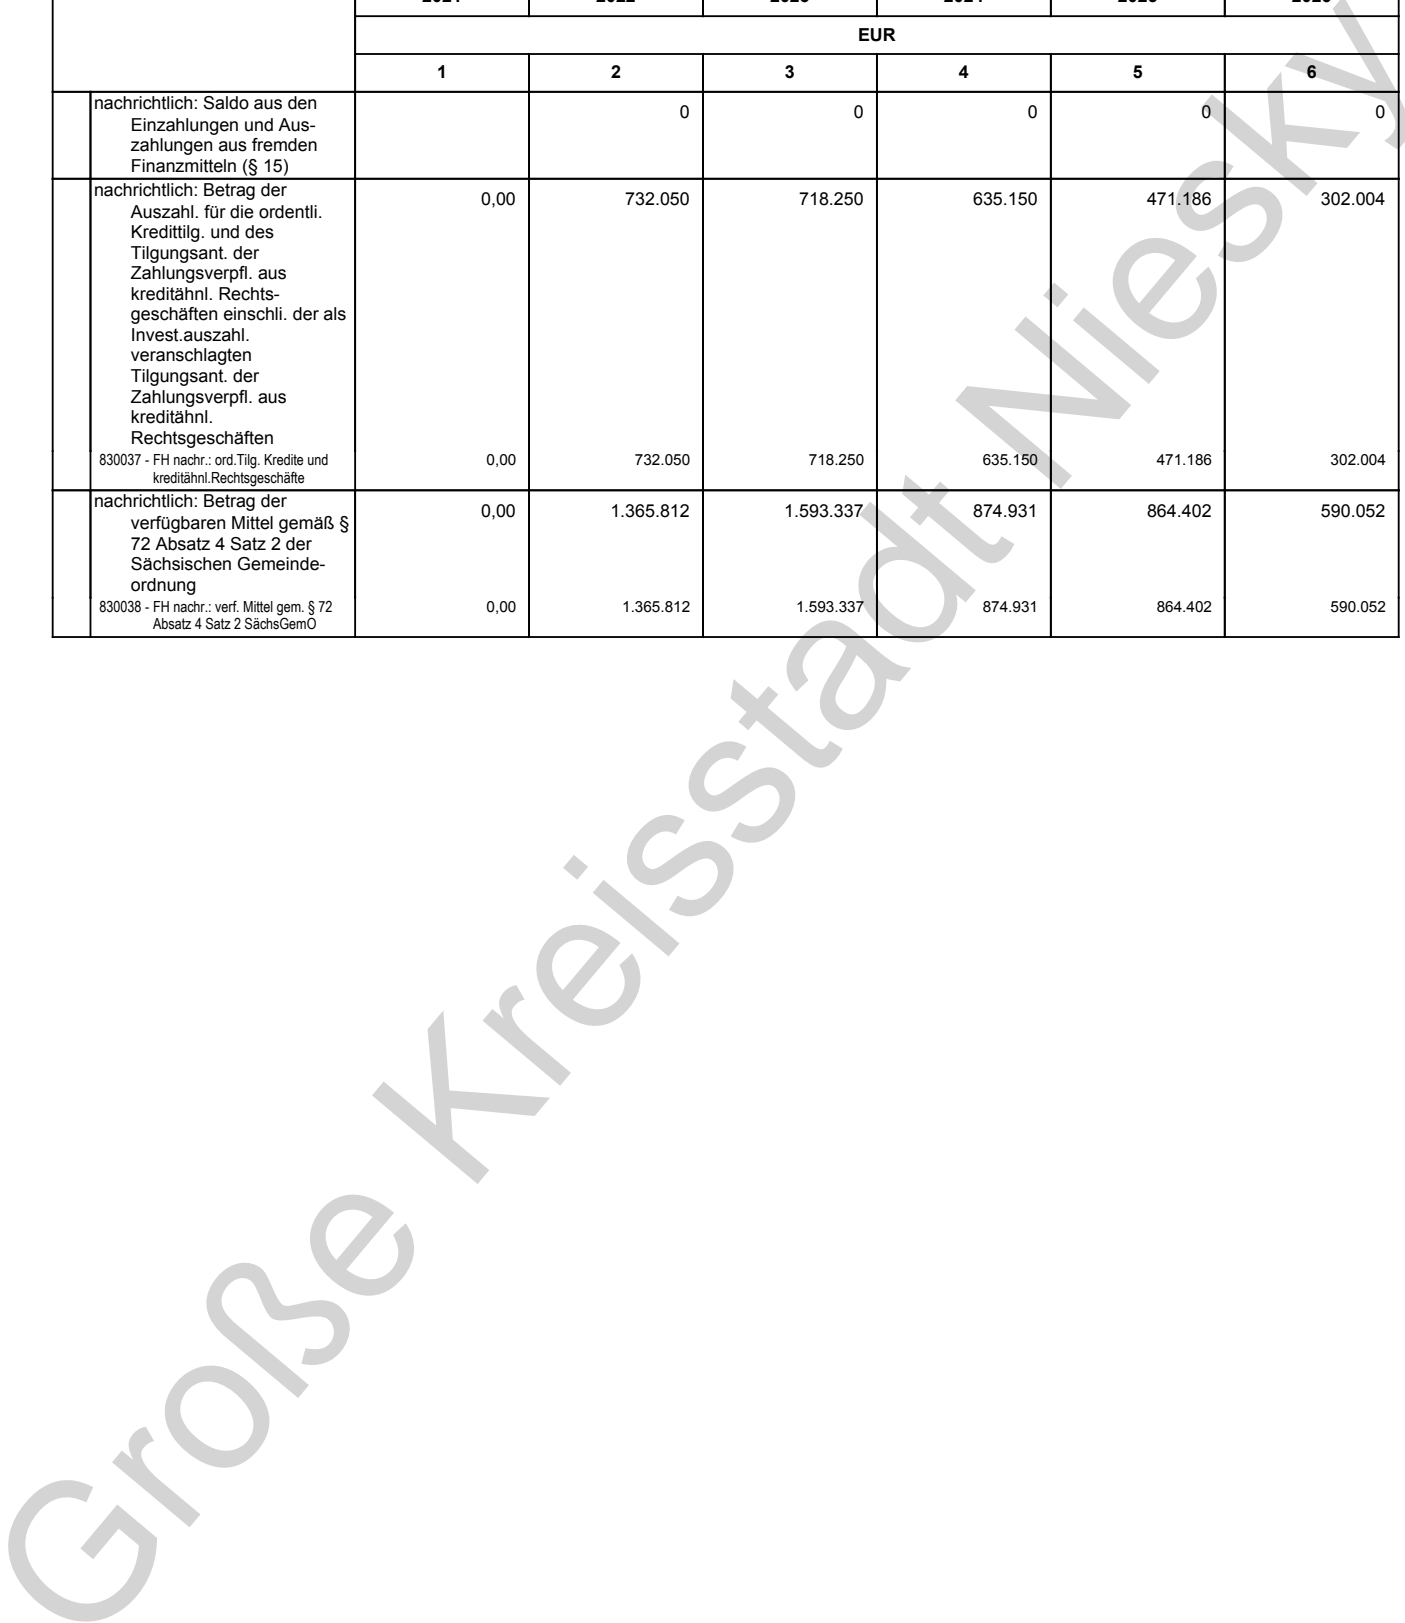 EUR
1 2 3 4 5 6
nachrichtlich: Saldo aus den 0 0 0 0 0
Einzahlungen und Aus-
zahlungen aus fremden
Finanzmitteln (§ 15)
nachrichtlich: Betrag der 0,00 732.050 718.250 635.150 471.186 302.004
Auszahl. für die ordentli.
Kredittilg. und des
Tilgungsant. der
Zahlungsverpfl. aus
kreditähnl. Rechts-
geschäften einschli. der als
Invest.auszahl.
veranschlagten
Tilgungsant. der
Zahlungsverpfl. aus
kreditähnl.
Rechtsgeschäften
830037 - FH nachr.: ord.Tilg. Kredite und 0,00 732.050 718.250 635.150 471.186 302.004
kreditähnl.Rechtsgeschäfte
nachrichtlich: Betrag der 0,00 1.365.812 1.593.337 874.931 864.402 590.052
verfügbaren Mittel gemäß §
72 Absatz 4 Satz 2 der
Sächsischen Gemeinde-
ordnung
830038 - FH nachr.: verf. Mittel gem. § 72 0,00 1.365.812 1.593.337 874.931 864.402 590.052
Absatz 4 Satz 2 SächsGemO
Große Kreisstadt Niesky